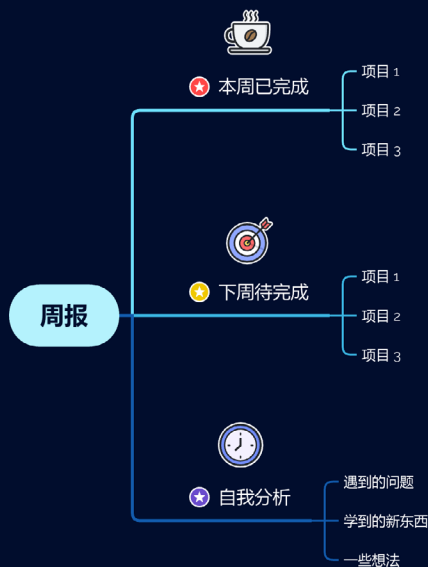 周报
本周已完成
项目 1
项目 2
项目 3
下周待完成
项目 1
项目 2
项目 3
自我分析
遇到的问题
学到的新东西
一些想法